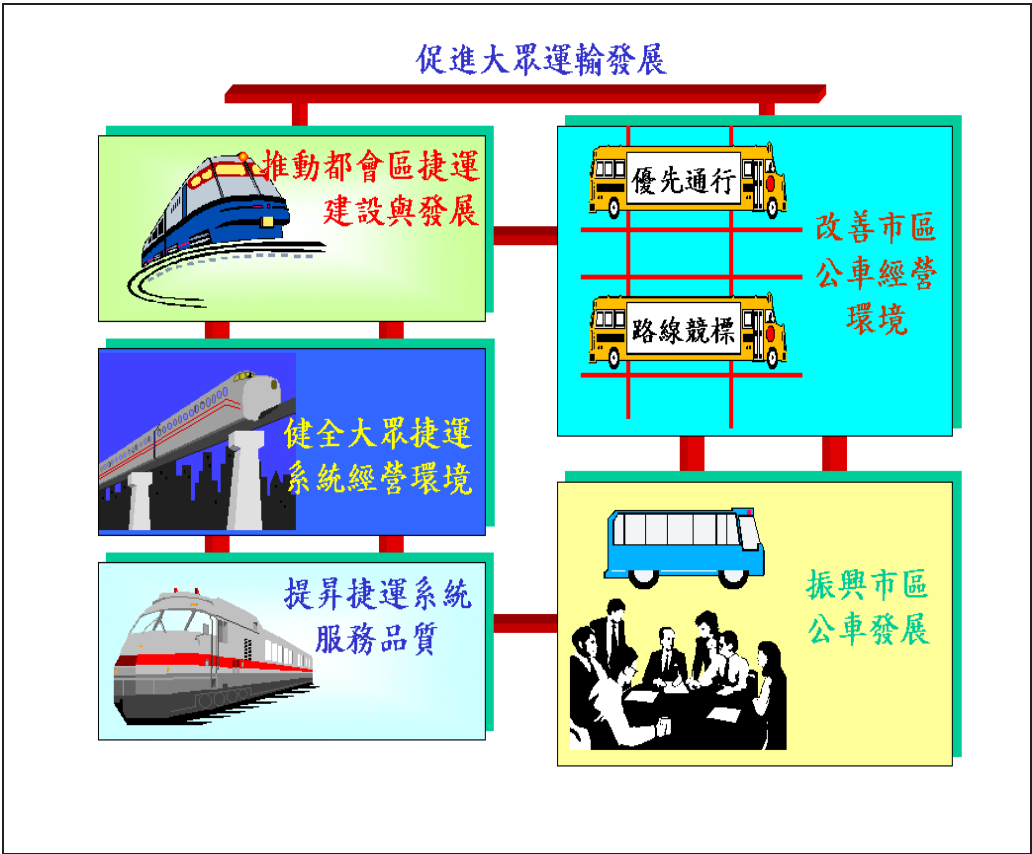 促進大眾運輸發展
推動都會區捷運
建設與發展
健全大眾捷運
系統經營環境
提昇捷運系統
服務品質
優先通行
路線競標
改善市區
公車經營
環境
振興市區
公車發展